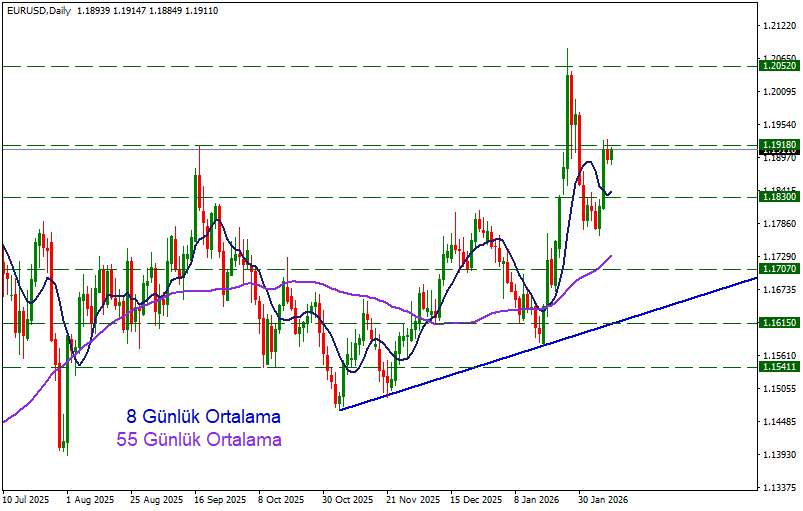 EURUSD,Daily 1.18939 1.19147 1.18849 1.19110
1.21220
1.20520
1.20950
1.19540
1.19180
1.18970
1.18300
1.17860
1.17290
1.17070
1.16735
1.16150
1.15610
1.15411
1.15055
1.14485
1.13930
1.13375
8 Günlük Ortalama
55 Günlük Ortalama
10 Jul 2025
1 Aug 2025
25 Aug 2025
16 Sep 2025
8 Oct 2025
30 Oct 2025
21 Nov 2025
15 Dec 2025
8 Jan 2026
30 Jan 2026